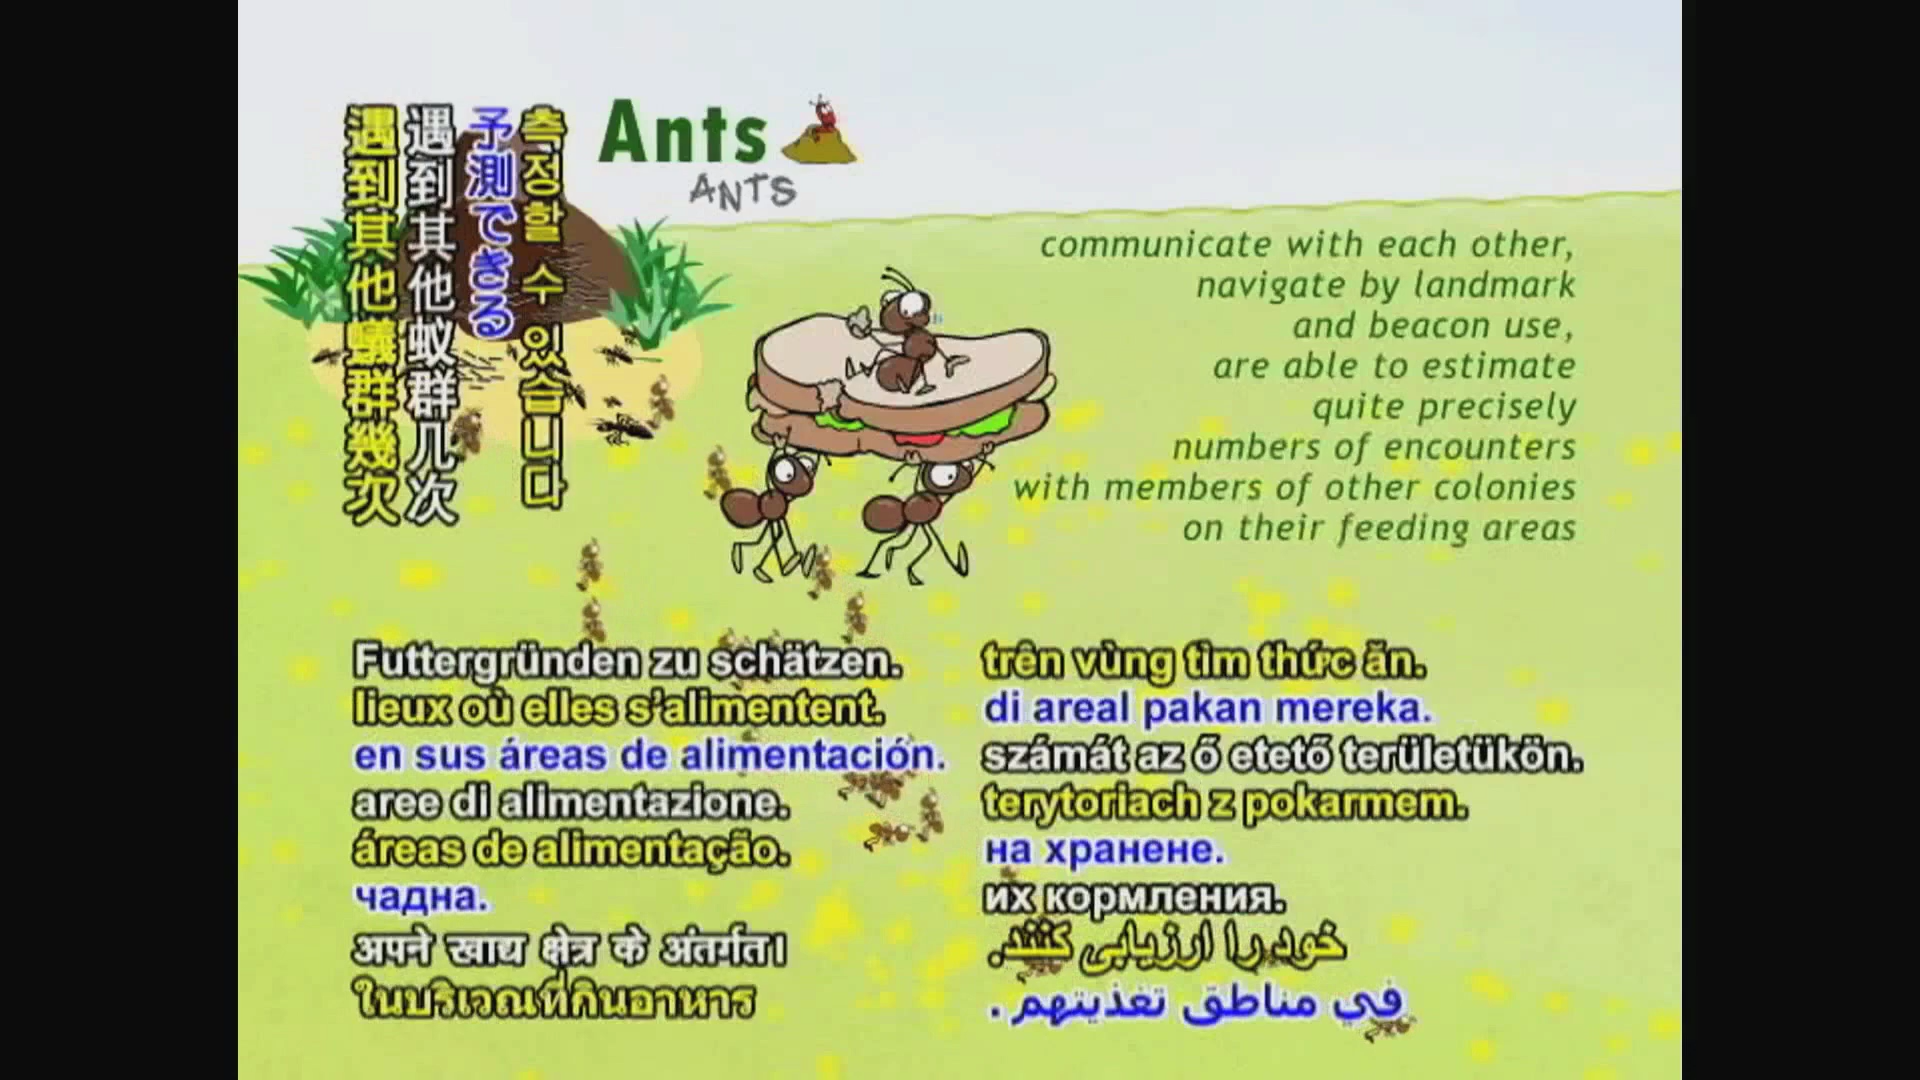 遇到其他蟻群幾次
遇到其他蚁群几次
予測できる
측정할 수 있습니다
Ants
ANTS
communicate with each other,
navigate by landmark
and beacon use,
are able to estimate
quite precisely
numbers of encounters
with members of other colonies
on their feeding areas
Futtergründen zu schätzen.
lieux où elles s'alimentent.
en sus áreas de alimentación.
aree di alimentazione.
áreas de alimentação.
чадна.
अपने खाद्य क्षेत्र के अंतर्गत।
ในบริเวณที่กินอาหาร
trên vùng tìm thức ăn.
di areal pakan mereka.
számát az ő etető területükön.
terytoriach z pokarmem.
на хранене.
их кормления.
خود را ارزیابی کنند.
في مناطق تغذيتهم .